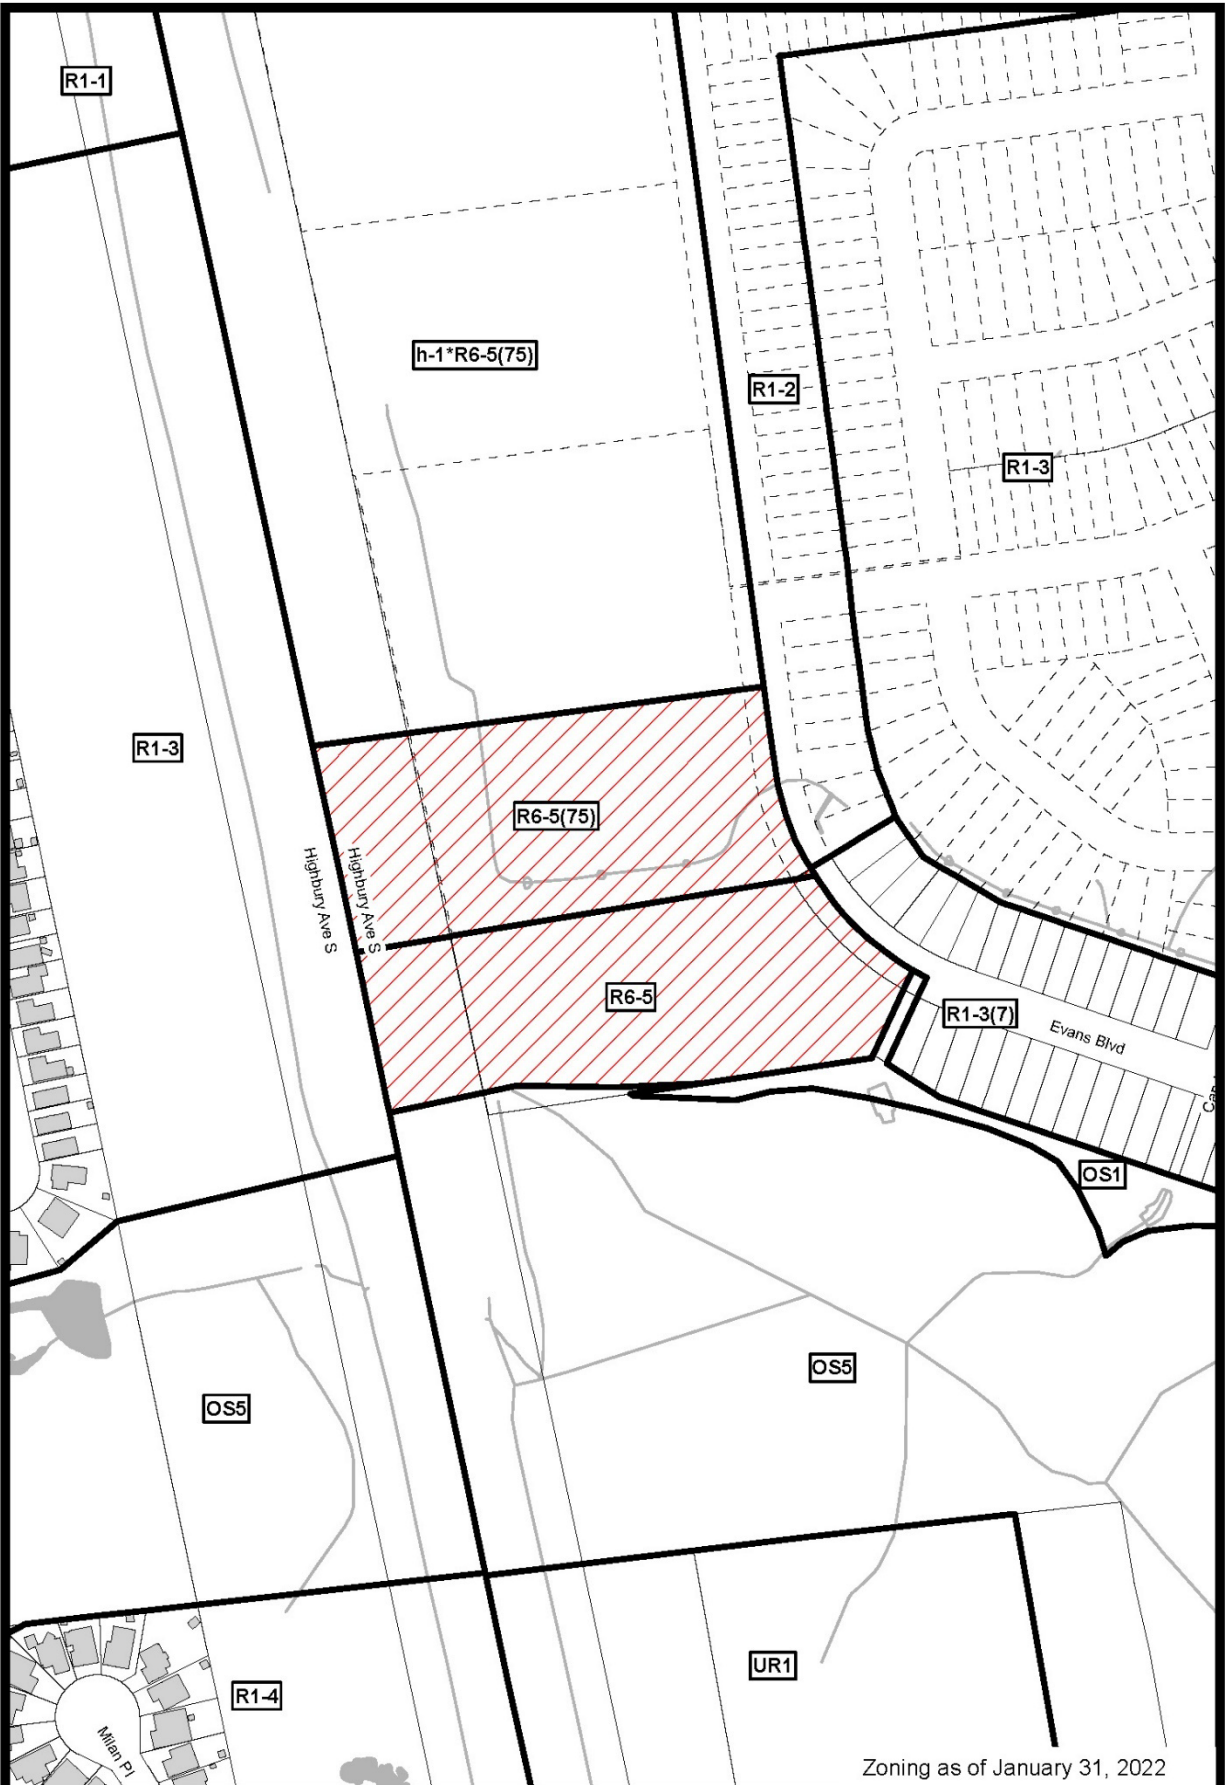 R1-1
h-1*R6-5(75)
R1-2
R1-3
R1-3
R6-5(75)
Highbury Ave S
Highbury Ave S
R6-5
R1-3(7)
Evans Blvd
OS1
OS5
OS5
UR1
R1-4
Milan Pl
Zoning as of January 31, 2022